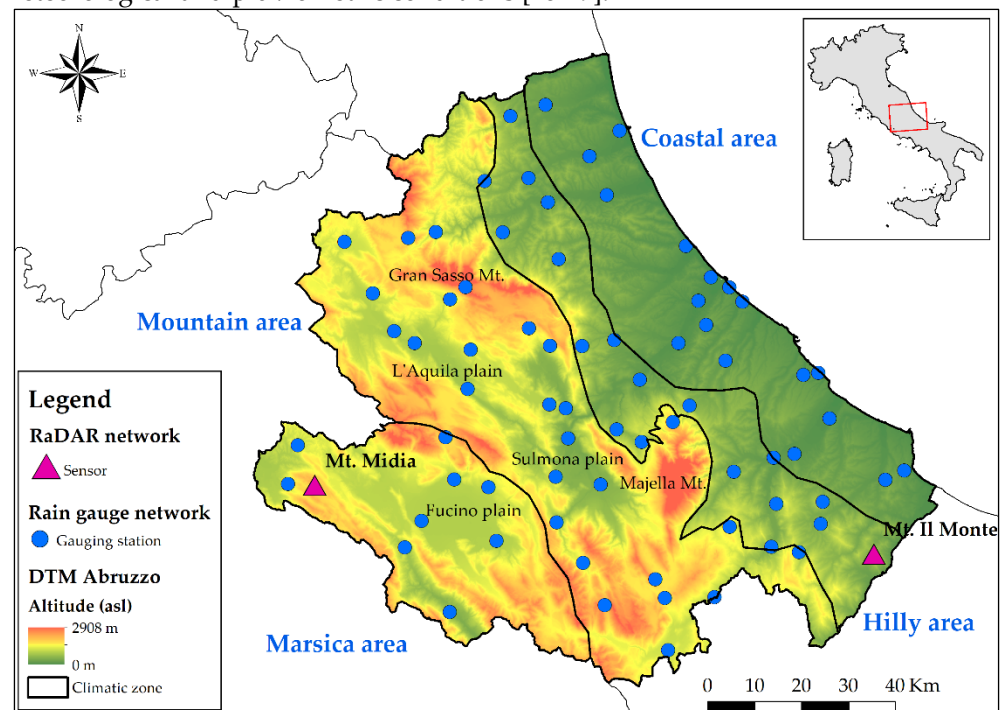 N
W
E
S
Coastal area
Gran Sasso Mt.
Mountain area
L'Aquila plain
Legend
RaDAR network
Sensor
Mt. Midia
Sulmona plain
Majella Mt.
Rain gauge network
Gauging station
Fucino plain
Mt. Il Monte
DTM Abruzzo
Altitude (asl)
2908 m
0 m
Climatic zone
Marsica area
Hilly area
0 10 20 30 40 Km